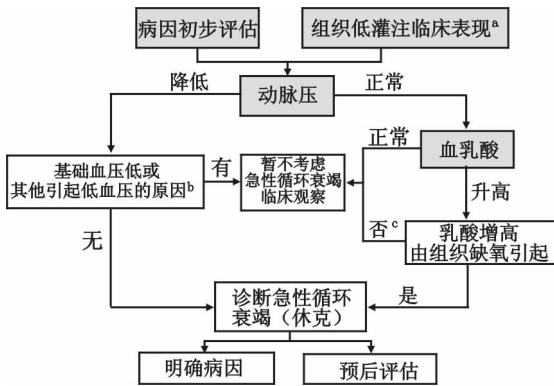 病因初步评估
组织低灌注临床表现a
降低
动脉压
正常
正常
血乳酸
基础血压低或
其他引起低血压的原因b
有
暂不考虑
急性循环衰竭
临床观察
升高
无
否c
乳酸增高
由组织缺氧引起
诊断急性循环
衰竭（休克）
是
明确病因
预后评估